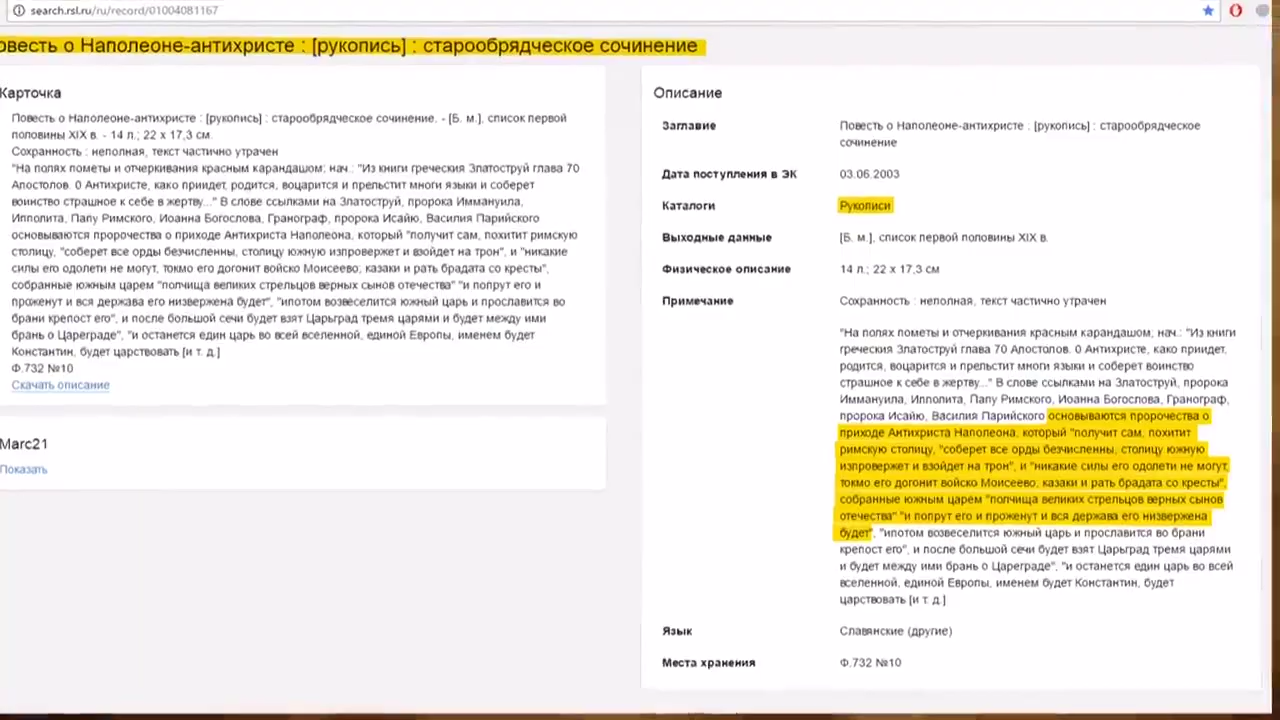 search.rsl.ru/ru/record/01004081167
овесть о Наполеоне-антихристе : [рукопись] : старообрядческое сочинение
Карточка
Повесть о Наполеоне-антихристе : [рукопись] : старообрядческое сочинение. - [Б. м.], список первой
половины XIX в. - 14 л.; 22 x 17,3 см.
Сохранность : неполная, текст частично утрачен
"На полях пометы и отчеркивания красным карандашом; нач.: "Из книги греческия Златоструй глава 70
Апостолов. 0 Антихристе, како приидет, родится, воцарится и прельстит многи языки и соберет
воинство страшное к себе в жертву..." В слове ссылками на Златоструй, пророка Иммануила,
Ипполита, Папу Римского, Иоанна Богослова, Гранограф, пророка Исайю, Василия Парийского
основываются пророчества о приходе Антихриста Наполеона, который "получит сам, похитит римскую
столицу, "соберет все орды безчисленны, столицу южную изпровержет и взойдет на трон", и "никакие
силы его одолети не могут, токмо его догонит войско Моисеево, казаки и рать брадата со кресты",
собранные южным царем "полчища великих стрельцов верных сынов отечества" "и попрут его и
проженут и вся держава его низвержена будет", "ипотом возвеселится южный царь и прославится во
брани крепост его", и после большой сечи будет взят Царьград тремя царями и будет между ими
брань о Цареграде", "и останется един царь во всей вселенной, единой Европы, именем будет
Константин, будет царствовать [и т. д.]
Ф.732 №10
Скачать описание
Marc21
Показать
Описание
Заглавие
Повесть о Наполеоне-антихристе : [рукопись] : старообрядческое
сочинение
Дата поступления в ЭК
03.06.2003
Каталоги
Рукописи
Выходные данные
[Б. м.], список первой половины XIX в.
Физическое описание
14 л.; 22 x 17,3 см
Примечание
Сохранность : неполная, текст частично утрачен
"На полях пометы и отчеркивания красным карандашом; нач.: "Из книги
греческия Златоструй глава 70 Апостолов. 0 Антихристе, како приидет,
родится, воцарится и прельстит многи языки и соберет воинство
страшное к себе в жертву..." В слове ссылками на Златоструй, пророка
Иммануила, Ипполита, Папу Римского, Иоанна Богослова, Гранограф,
пророка Исайю, Василия Парийского основываются пророчества о
приходе Антихриста Наполеона, который "получит сам, похитит
римскую столицу, "соберет все орды безчисленны, столицу южную
изпровержет и взойдет на трон", и "никакие силы его одолети не могут,
токмо его догонит войско Моисеево, казаки и рать брадата со кресты",
собранные южным царем "полчища великих стрельцов верных сынов
отечества" "и попрут его и проженут и вся держава его низвержена
будет", "ипотом возвеселится южный царь и прославится во брани
крепост его", и после большой сечи будет взят Царьград тремя царями
и будет между ими брань о Цареграде", "и останется един царь во всей
вселенной, единой Европы, именем будет Константин, будет
царствовать [и т. д.]
Язык
Славянские (другие)
Места хранения
Ф.732 №10